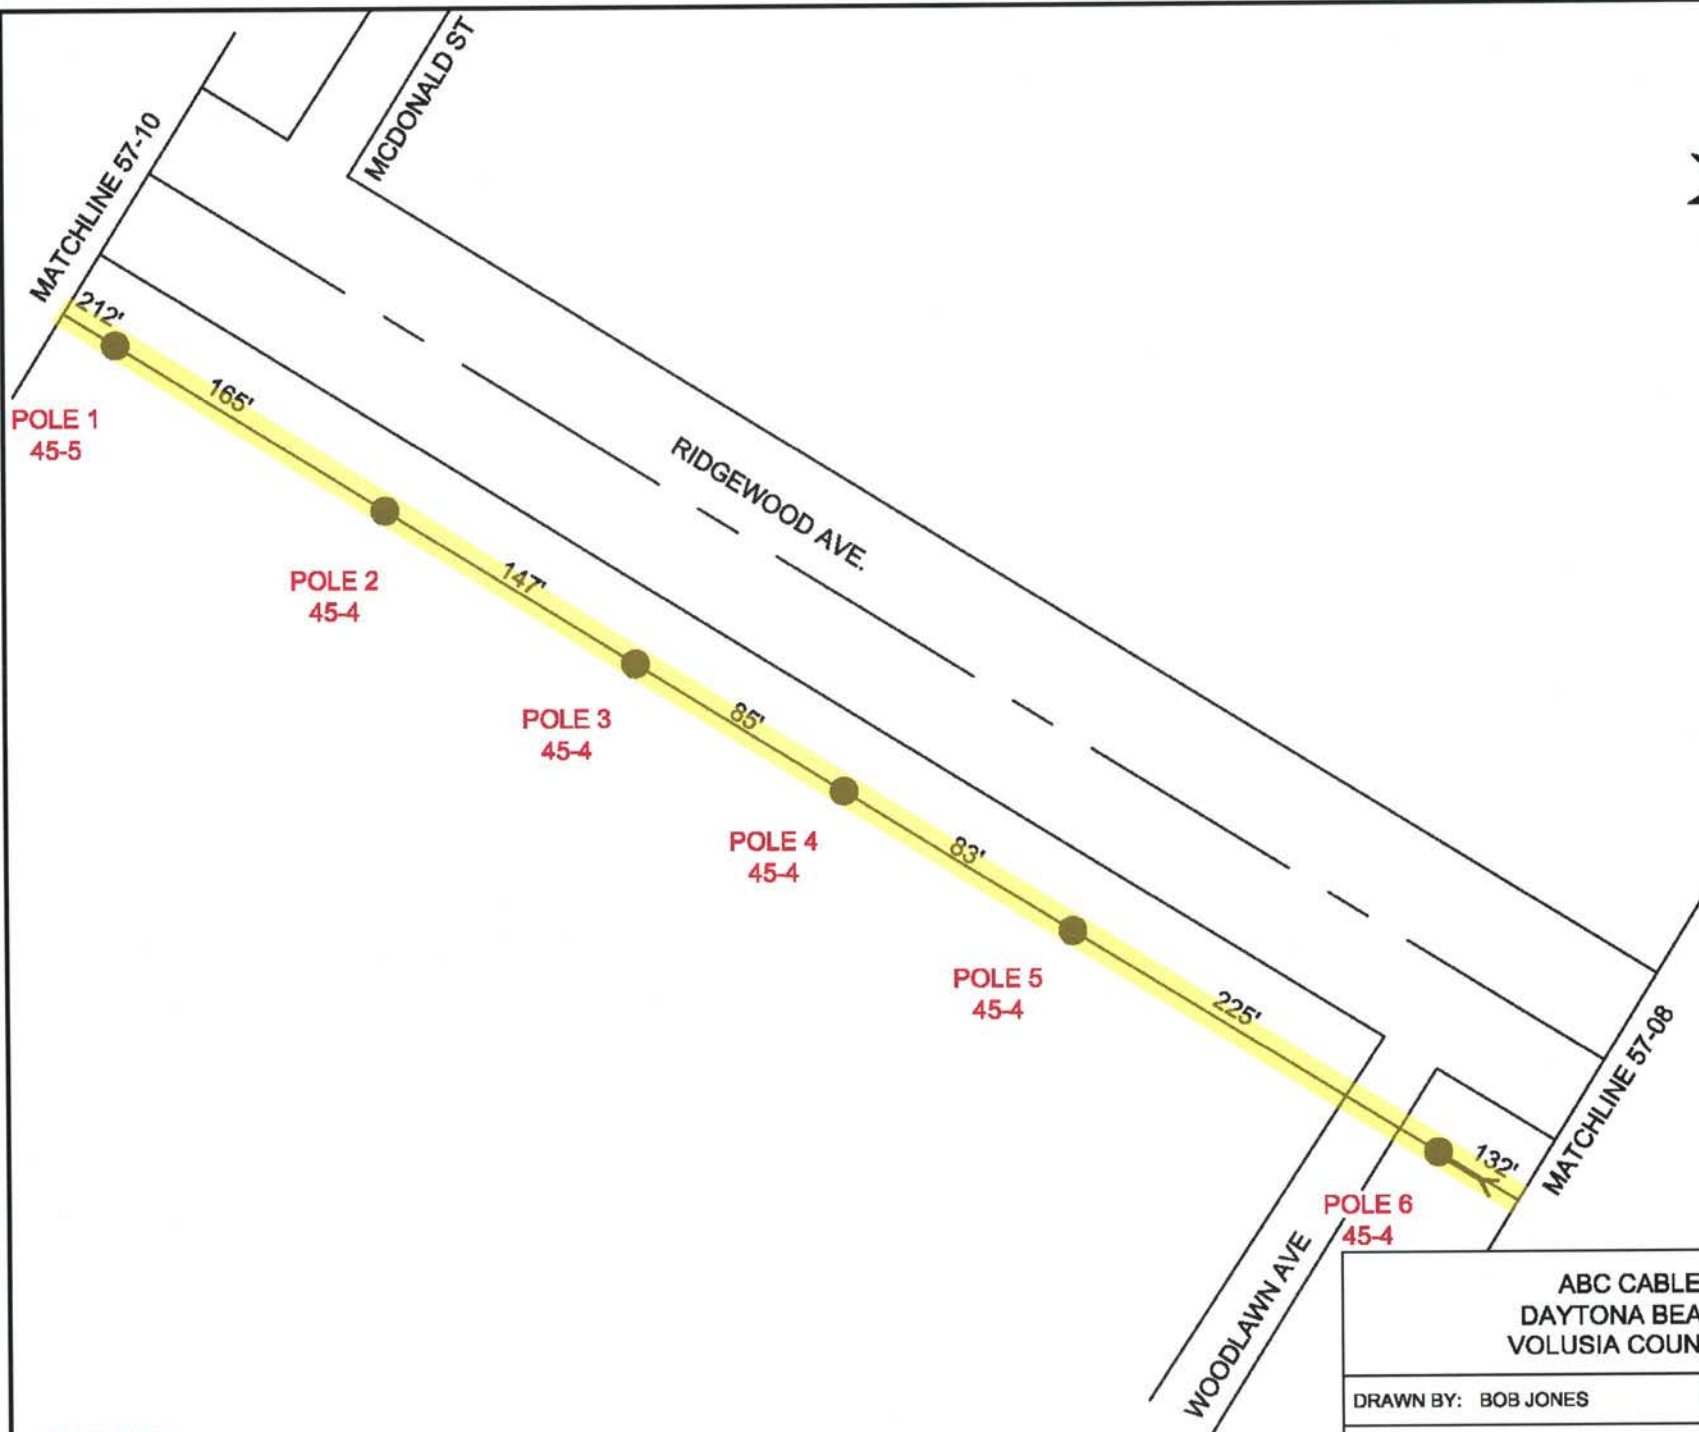 MCDONALD ST
MATCHLINE 57-10
212'
POLE 1
45-5
165'
RIDGEWOOD AVE.
POLE 2
45-4
147'
POLE 3
45-4
85'
POLE 4
45-4
83'
POLE 5
45-4
225'
MATCHLINE 57-08
132'
POLE 6
45-4
WOODLAWN AVE
ABC CABLE
DAYTONA BEA
VOLUSIA COUN
DRAWN BY: BOB JONES